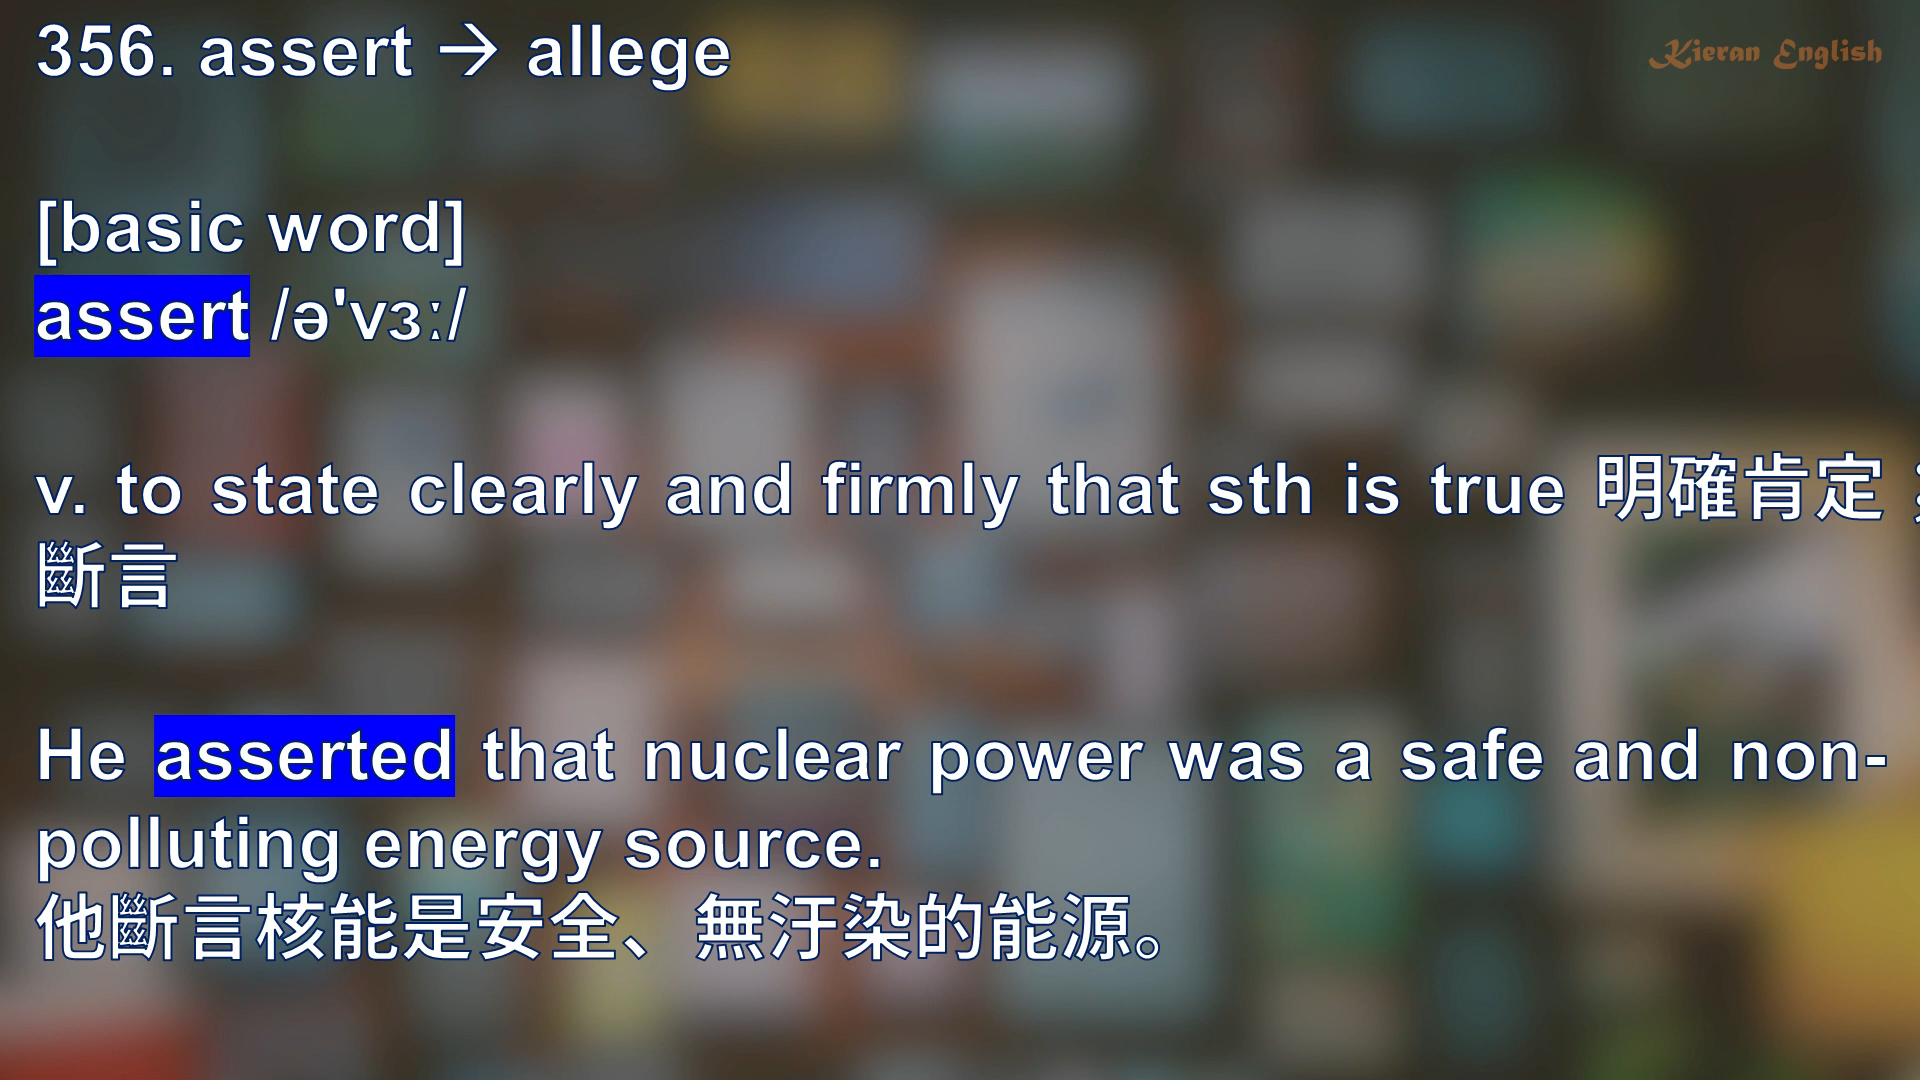 356. assert → allege
Kieran English
[basic word]
assert /ə'vɜː/
v. to state clearly and firmly that sth is true 明確肯定
斷言
He asserted that nuclear power was a safe and non-
polluting energy source.
他斷言核能是安全、無汙染的能源。